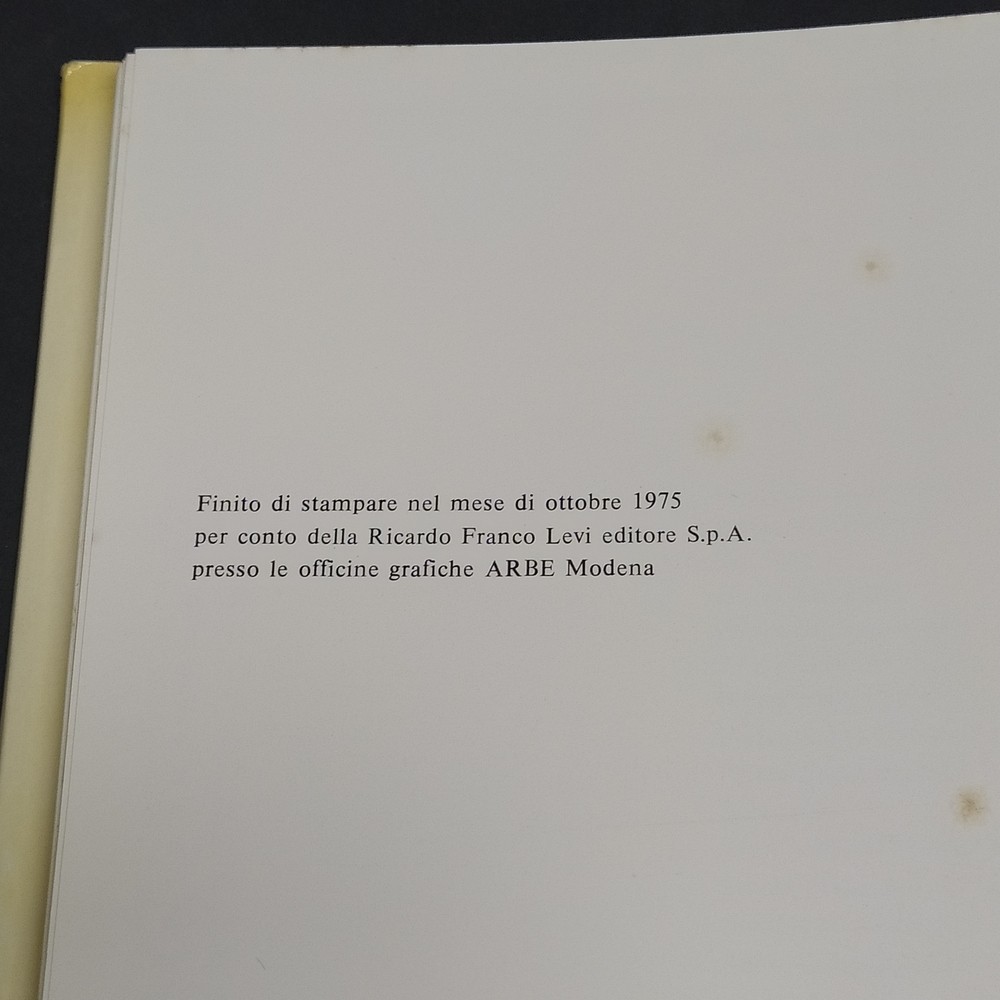 Finito di stampare nel mese di ottobre 1975
per conto della Ricardo Franco Levi editore S.p.A.
presso le officine grafiche ARBE Modena